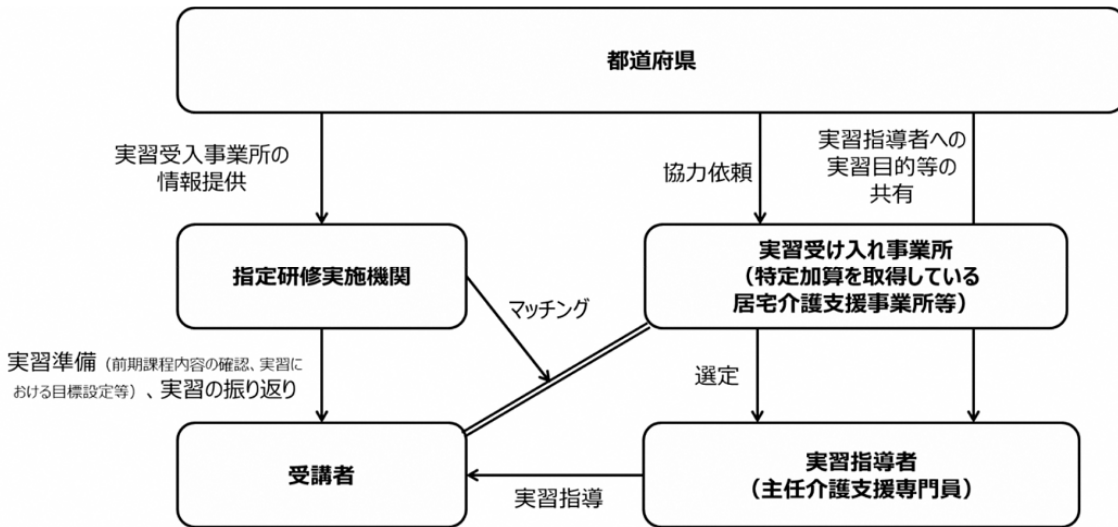 都道府県
実習受入事業所の
情報提供
協力依頼
実習指導者への
実習目的等の
共有
指定研修実施機関
実習受け入れ事業所
（特定加算を取得している
居宅介護支援事業所等）
マッチング
実習準備（前期課程内容の確認、実習に
おける目標設定等）、実習の振り返り
選定
受講者
実習指導者
（主任介護支援専門員）
実習指導